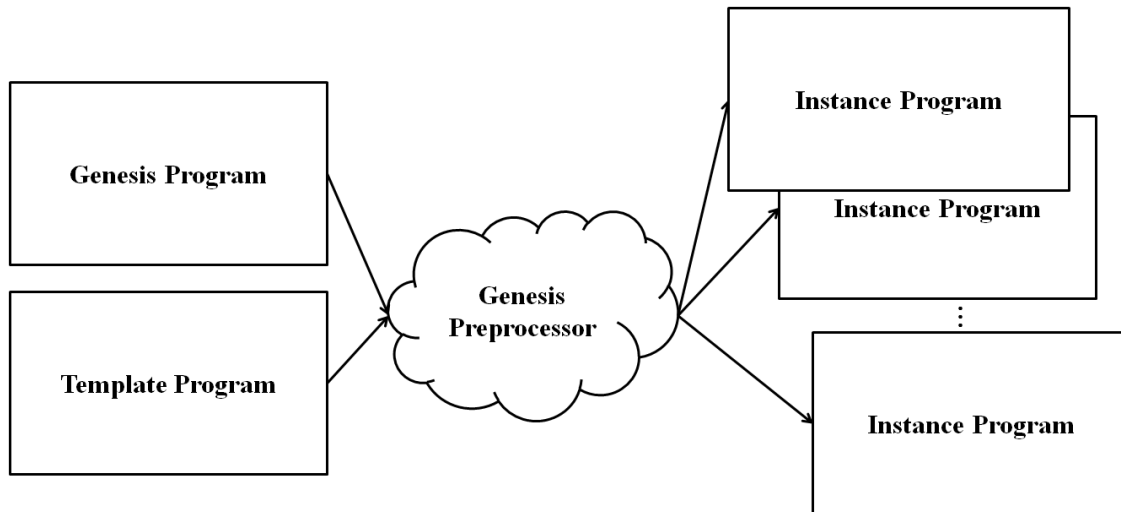 Genesis Program
Template Program
Genesis
Preprocessor
Instance Program
Instance Program
⋮
Instance Program